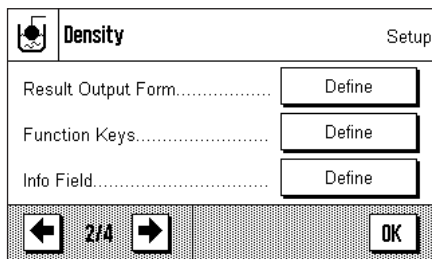 Density Setup
Result Output Form.................. Define
Function Keys......................... Define
Info Field................................. Define
2/4 OK